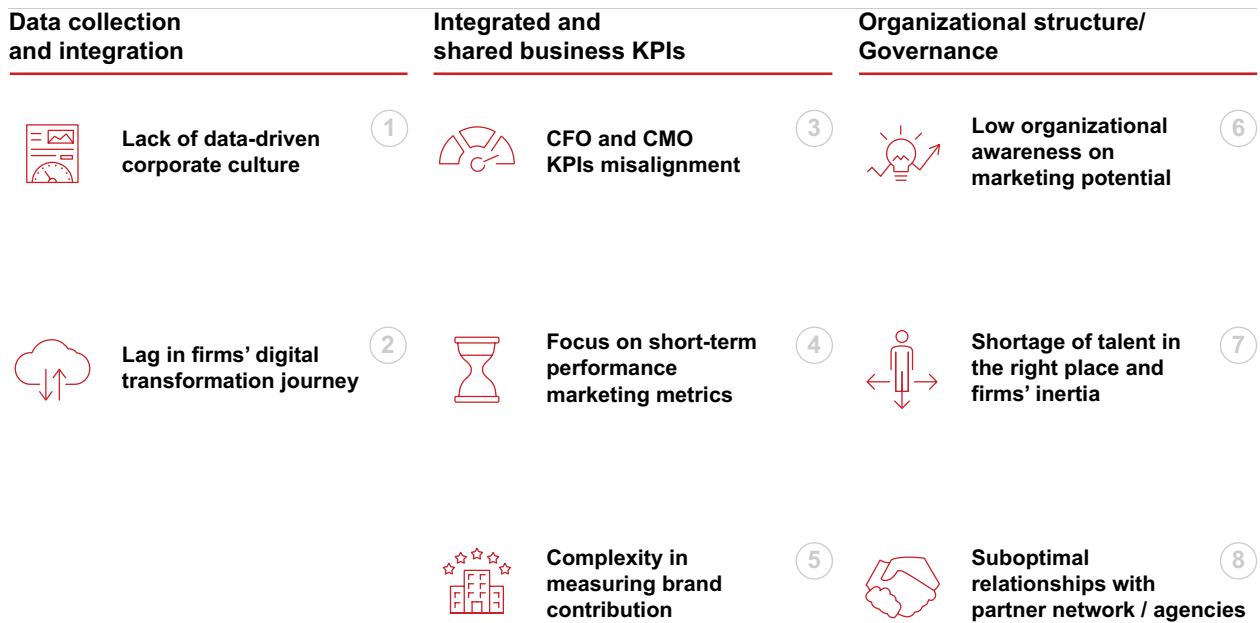 Data collection
and integration
1
Lack of data-driven
corporate culture
2
Lag in firms' digital
transformation journey
Integrated and
shared business KPIs
3
CFO and CMO
KPIs misalignment
4
Focus on short-term
performance
marketing metrics
5
Complexity in
measuring brand
contribution
Organizational structure/
Governance
6
Low organizational
awareness on
marketing potential
7
Shortage of talent in
the right place and
firms' inertia
8
Suboptimal
relationships with
partner network / agencies